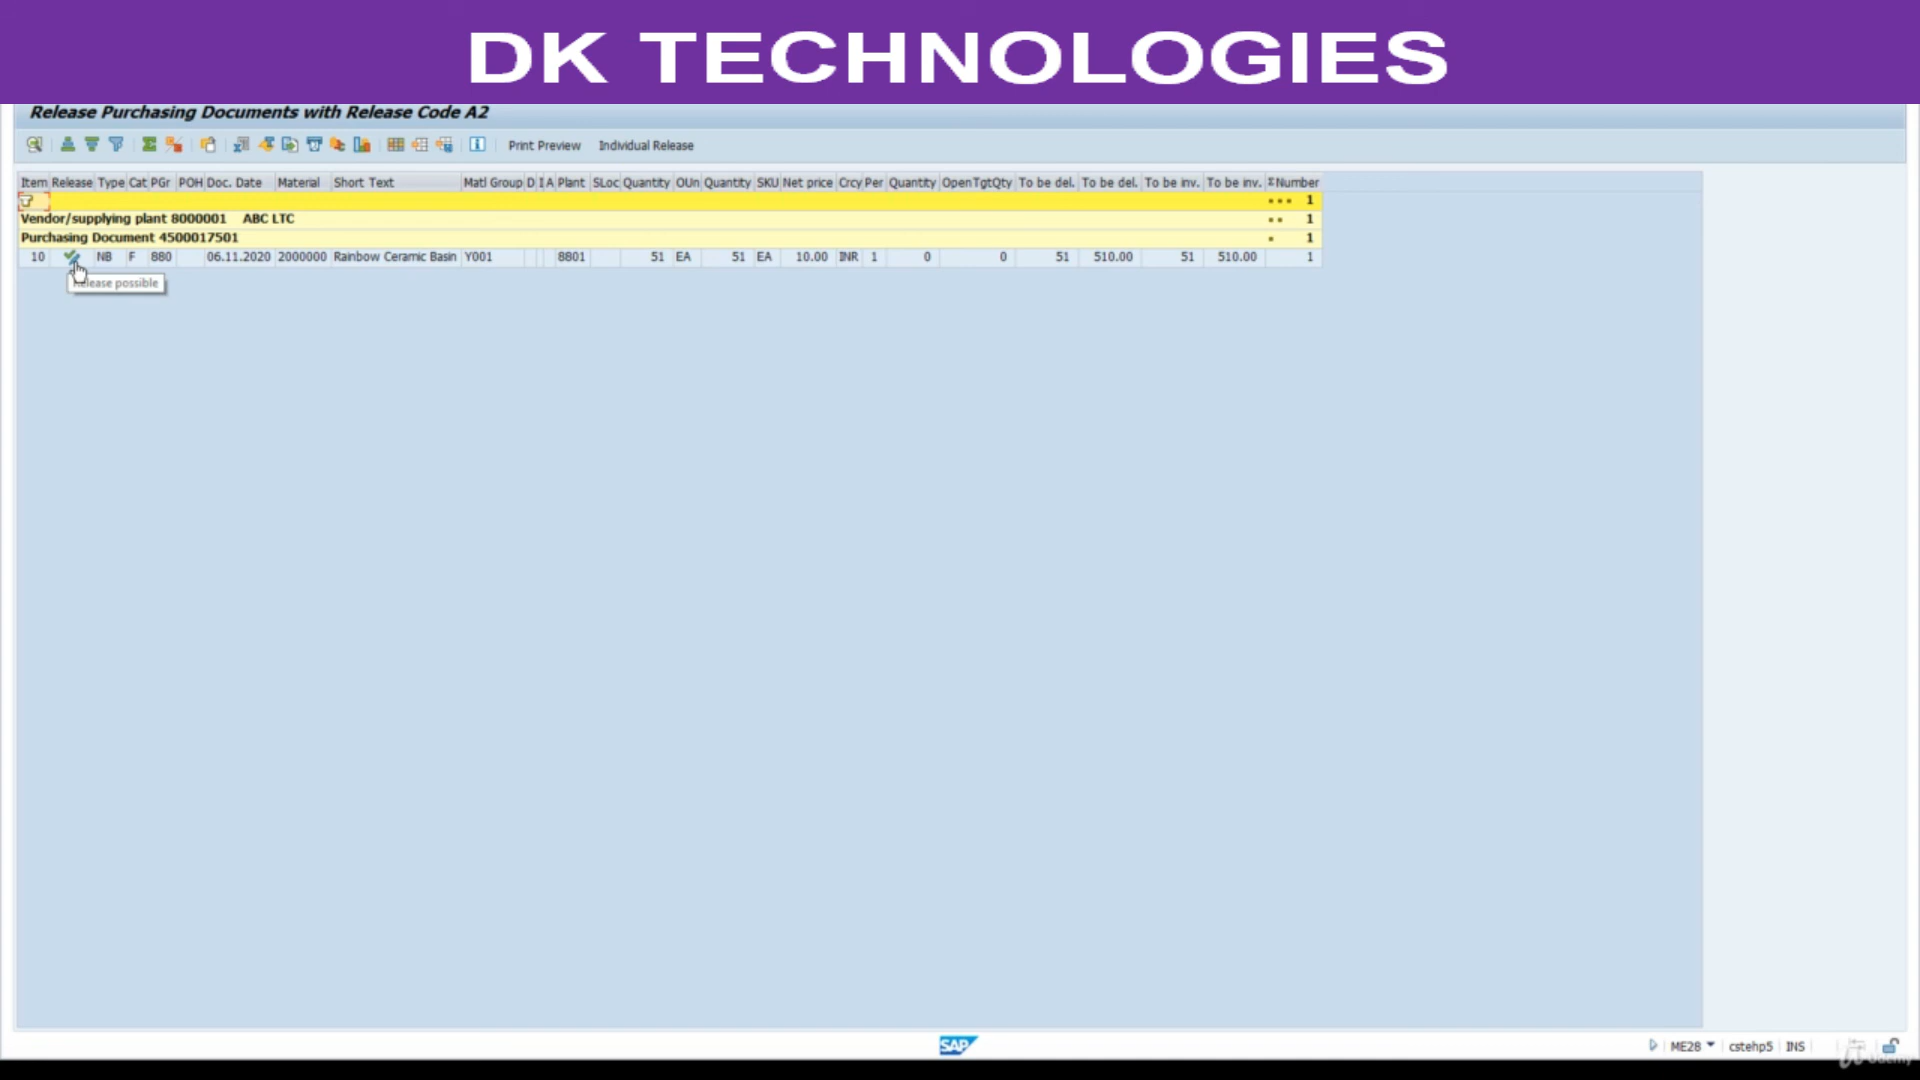 DK TECHNOLOGIES
Release Purchasing Documents with Release Code A2
Print Preview Individual Release
Item Release Type Cat PGr POH Doc. Date Material Short Text Matl Group D I A Plant SLoc Quantity OUn Quantity SKU Net price Crcy Per Quantity OpenTgtQty To be del. To be del. To be inv. To be inv. Σ Number
1
Vendor/supplying plant 8000001 ABC LTC 1
Purchasing Document 4500017501 1
10 NB F 880 06.11.2020 2000000 Rainbow Ceramic Basin Y001 8801 51 EA 51 EA 10.00 INR 1 0 0 51 510.00 51 510.00 1
possible
SAP ME28 cstehp5 INS
Udemy